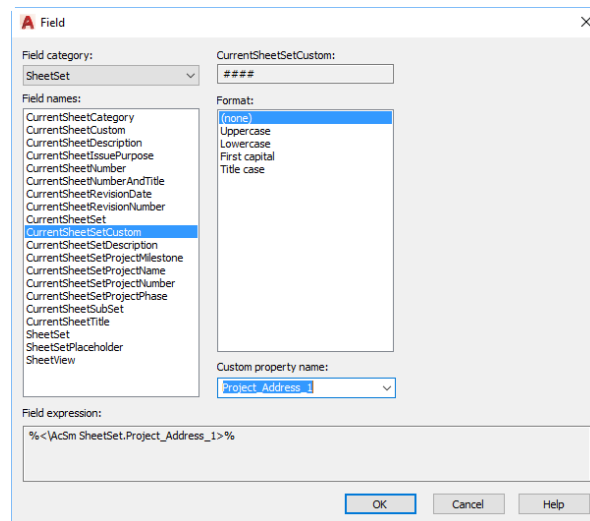 Field
Field category:
SheetSet
Field names:
CurrentSheetCategory
CurrentSheetCustom
CurrentSheetDescription
CurrentSheetIssuePurpose
CurrentSheetNumber
CurrentSheetNumberAndTitle
CurrentSheetRevisionDate
CurrentSheetRevisionNumber
CurrentSheetSet
CurrentSheetSetCustom
CurrentSheetSetDescription
CurrentSheetSetProjectMilestone
CurrentSheetSetProjectName
CurrentSheetSetProjectNumber
CurrentSheetSetProjectPhase
CurrentSheetSubSet
CurrentSheetTitle
SheetSet
SheetSetPlaceholder
SheetView
CurrentSheetSetCustom:
####
Format:
(none)
Uppercase
Lowercase
First capital
Title case
Custom property name:
Project_Address_1
Field expression:
%<\AcSm SheetSet.Project_Address_1>%
OK Cancel Help